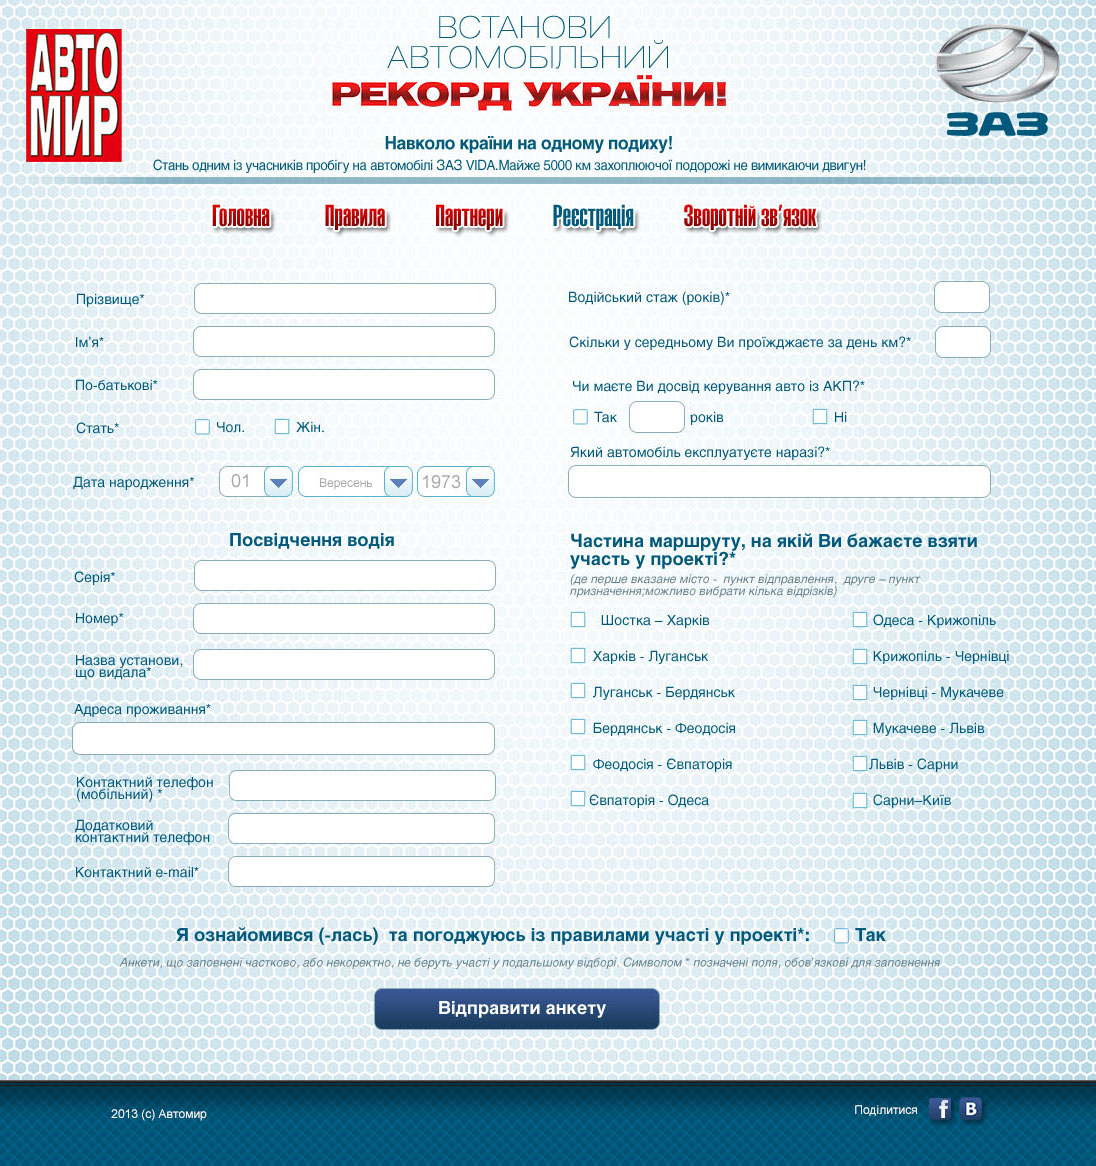 АВТО
МИР
ВСТАНОВИ
АВТОМОБІЛЬНИЙ
РЕКОРД УКРАЇНИ!
ЗАЗ
Навколо країни на одному подиху!
Стань одним із учасників пробігу на автомобілі ЗАЗ VIDA.Майже 5000 км захоплюючої подорожі не вимикаючи двигун!
Головна Правила Партнери Реєстрація Зворотній зв'язок
Прізвище*
Ім'я*
По-батькові*
Стать* Чол. Жін.
Дата народження* 01 Вересень 1973
Посвідчення водія
Серія*
Номер*
Назва установи,
що видала*
Адреса проживання*
Контактний телефон
(мобільний) *
Додатковий
контактний телефон
Контактний e-mail*
Водійський стаж (років)*
Скільки у середньому Ви проїжджаєте за день км?*
Чи маєте Ви досвід керування авто із АКП?*
Так років Ні
Який автомобіль експлуатуєте наразі?*
Частина маршруту, на якій Ви бажаєте взяти
участь у проекті?*
(де перше вказане місто - пункт відправлення, друге – пункт
призначення;можливо вибрати кілька відрізків)
Шостка – Харків Одеса - Крижопіль
Харків - Луганськ Крижопіль - Чернівці
Луганськ - Бердянськ Чернівці - Мукачеве
Бердянськ - Феодосія Мукачеве - Львів
Феодосія - Євпаторія Львів - Сарни
Євпаторія - Одеса Сарни–Київ
Я ознайомився (-лась) та погоджуюсь із правилами участі у проекті*: Так
Анкети, що заповнені частково, або некоректно, не беруть участі у подальшому відборі. Символом * позначені поля, обов'язкові для заповнення
Відправити анкету
2013 (с) Автомир Поділитися f B